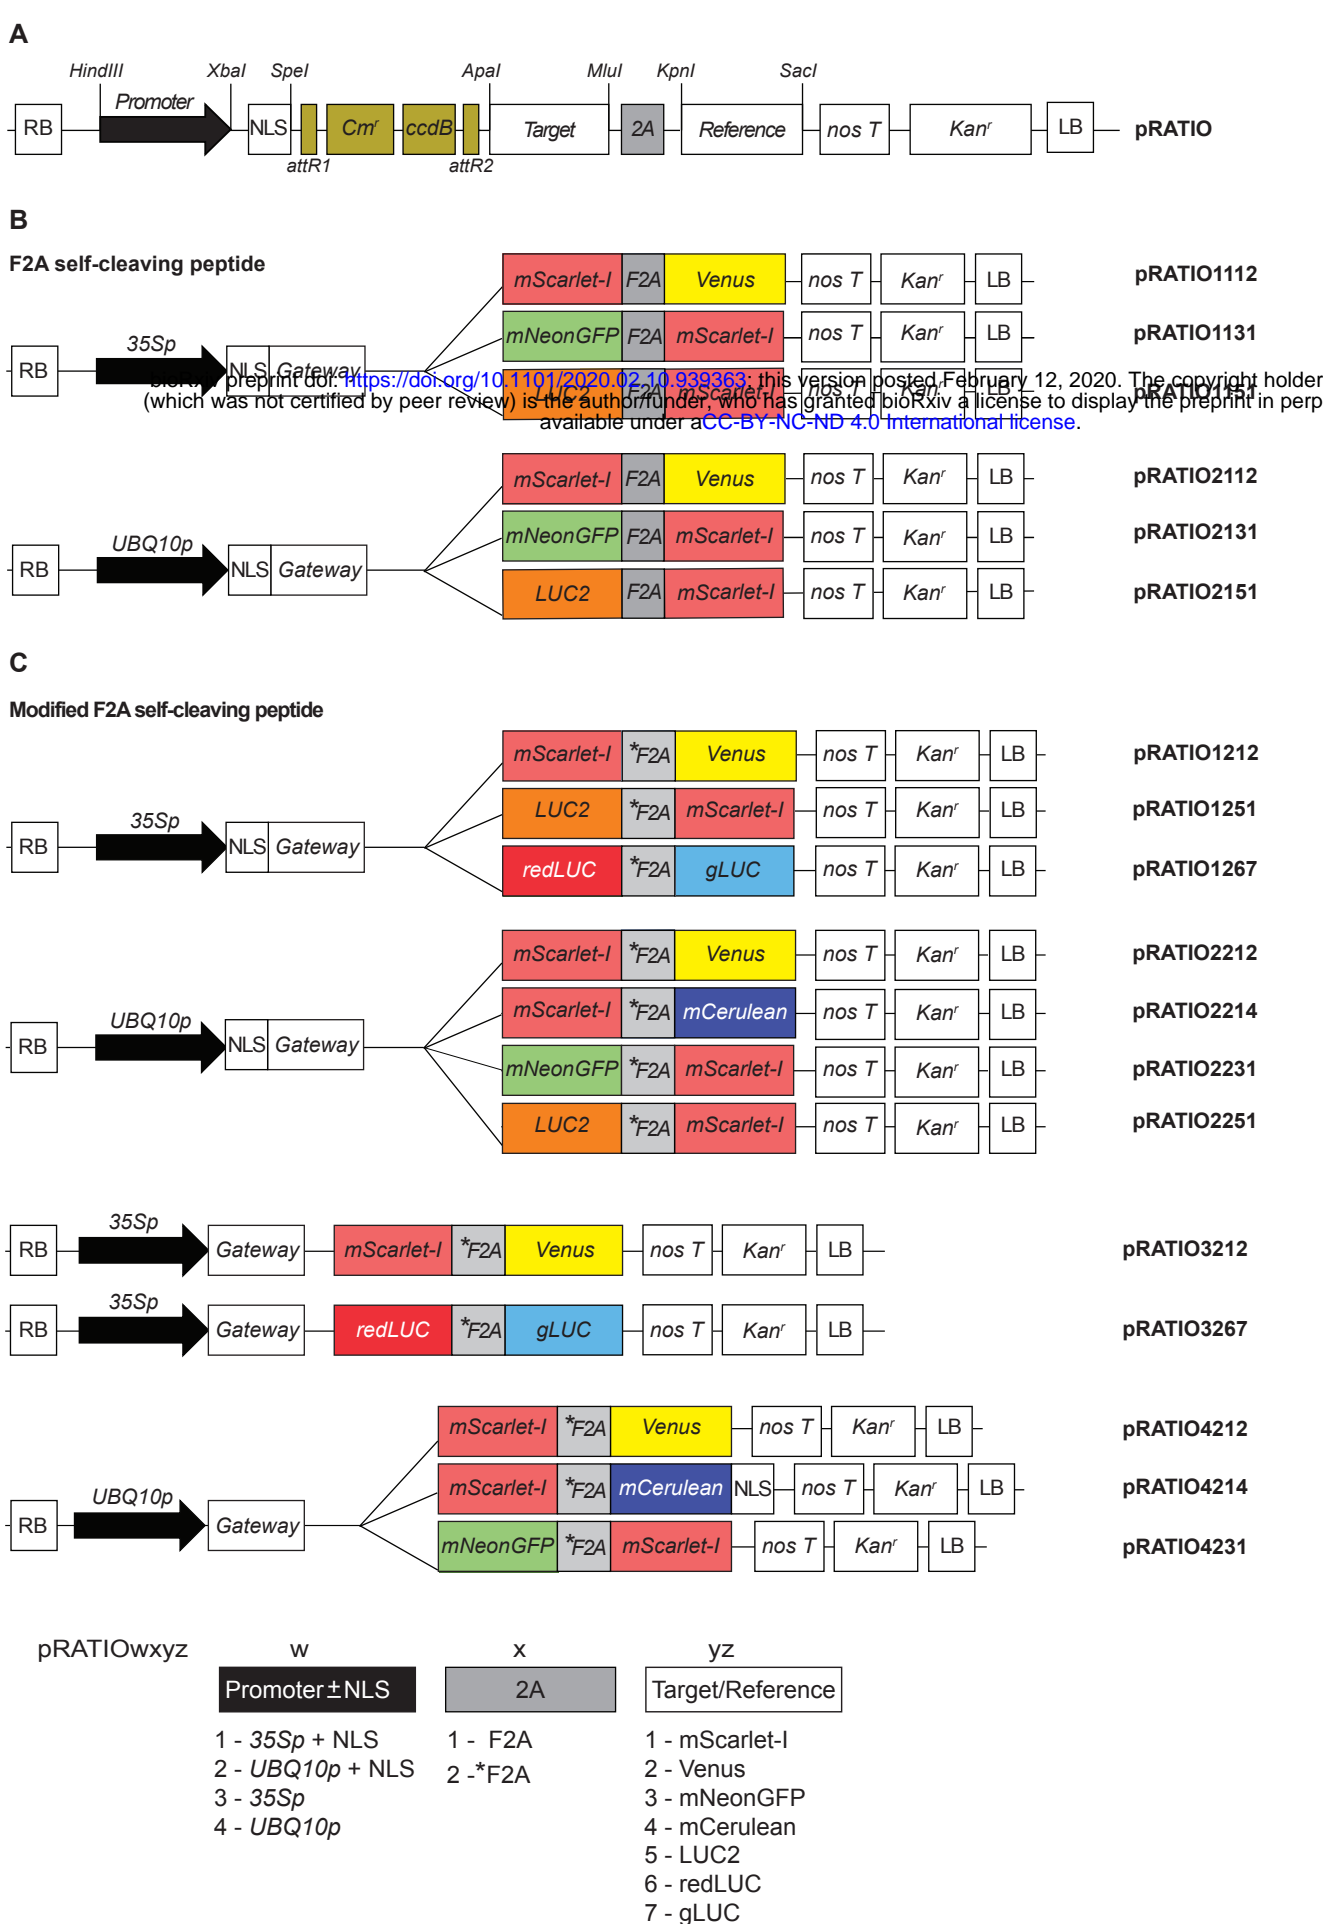 A
HindIII XbaI SpeI ApaI MluI KpnI SacI
RB Promoter NLS Cmr ccdB Target 2A Reference nos T Kanr LB pRATIO
attR1 attR2
B
F2A self-cleaving peptide
mScarlet-I F2A Venus nos T Kanr LB pRATIO1112
mNeonGFP F2A mScarlet-I nos T Kanr LB pRATIO1131
35Sp
RB NLS Gateway
LUC2 F2A mScarlet-I nos T Kanr LB pRATIO1151
bioRxiv preprint doi: https://doi.org/10.1101/2020.02.10.939363; this version posted February 12, 2020. The copyright holder
(which was not certified by peer review) is the author/funder, who has granted bioRxiv a license to display the preprint in perp
available under aCC-BY-NC-ND 4.0 International license.
mScarlet-I F2A Venus nos T Kanr LB pRATIO2112
mNeonGFP F2A mScarlet-I nos T Kanr LB pRATIO2131
UBQ10p
RB NLS Gateway
LUC2 F2A mScarlet-I nos T Kanr LB pRATIO2151
C
Modified F2A self-cleaving peptide
mScarlet-I *F2A Venus nos T Kanr LB pRATIO1212
LUC2 *F2A mScarlet-I nos T Kanr LB pRATIO1251
35Sp
RB NLS Gateway
redLUC *F2A gLUC nos T Kanr LB pRATIO1267
mScarlet-I *F2A Venus nos T Kanr LB pRATIO2212
mScarlet-I *F2A mCerulean nos T Kanr LB pRATIO2214
UBQ10p
RB NLS Gateway
mNeonGFP *F2A mScarlet-I nos T Kanr LB pRATIO2231
LUC2 *F2A mScarlet-I nos T Kanr LB pRATIO2251
35Sp
RB Gateway mScarlet-I *F2A Venus nos T Kanr LB pRATIO3212
35Sp
RB Gateway redLUC *F2A gLUC nos T Kanr LB pRATIO3267
mScarlet-I *F2A Venus nos T Kanr LB pRATIO4212
mScarlet-I *F2A mCerulean NLS nos T Kanr LB pRATIO4214
UBQ10p
RB Gateway
mNeonGFP *F2A mScarlet-I nos T Kanr LB pRATIO4231
pRATIOwxyz w x yz
Promoter ± NLS 2A Target/Reference
1 - 35Sp + NLS 1 - F2A 1 - mScarlet-I
2 - UBQ10p + NLS 2 -*F2A 2 - Venus
3 - 35Sp 3 - mNeonGFP
4 - UBQ10p 4 - mCerulean
5 - LUC2
6 - redLUC
7 - gLUC